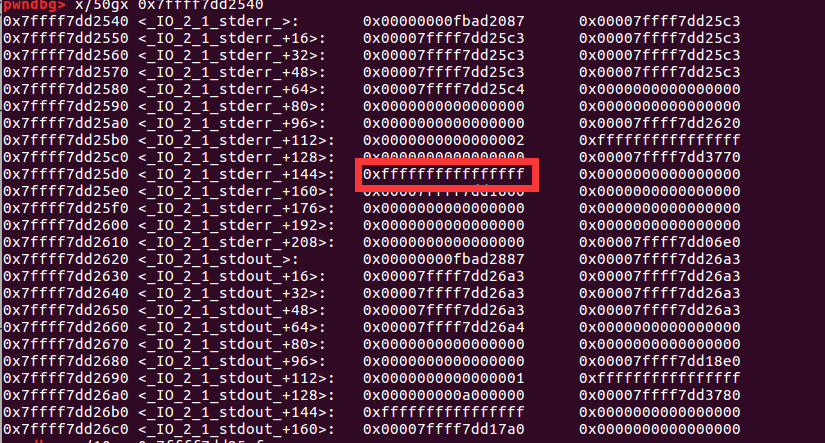 pwndbg> x/50gx 0x7ffff7dd2540
0x7ffff7dd2540 <_IO_2_1_stderr_>: 0x00000000fbad2087 0x00007ffff7dd25c3
0x7ffff7dd2550 <_IO_2_1_stderr_+16>: 0x00007ffff7dd25c3 0x00007ffff7dd25c3
0x7ffff7dd2560 <_IO_2_1_stderr_+32>: 0x00007ffff7dd25c3 0x00007ffff7dd25c3
0x7ffff7dd2570 <_IO_2_1_stderr_+48>: 0x00007ffff7dd25c3 0x00007ffff7dd25c3
0x7ffff7dd2580 <_IO_2_1_stderr_+64>: 0x00007ffff7dd25c4 0x0000000000000000
0x7ffff7dd2590 <_IO_2_1_stderr_+80>: 0x0000000000000000 0x0000000000000000
0x7ffff7dd25a0 <_IO_2_1_stderr_+96>: 0x0000000000000000 0x00007ffff7dd2620
0x7ffff7dd25b0 <_IO_2_1_stderr_+112>: 0x0000000000000002 0xffffffffffffffff
0x7ffff7dd25c0 <_IO_2_1_stderr_+128>: 0x0000000000000000 0x00007ffff7dd3770
0x7ffff7dd25d0 <_IO_2_1_stderr_+144>: 0xffffffffffffffff 0x0000000000000000
0x7ffff7dd25e0 <_IO_2_1_stderr_+160>: 0x0000000000000000
0x7ffff7dd25f0 <_IO_2_1_stderr_+176>: 0x0000000000000000 0x0000000000000000
0x7ffff7dd2600 <_IO_2_1_stderr_+192>: 0x0000000000000000 0x0000000000000000
0x7ffff7dd2610 <_IO_2_1_stderr_+208>: 0x0000000000000000 0x00007ffff7dd06e0
0x7ffff7dd2620 <_IO_2_1_stdout_>: 0x00000000fbad2887 0x00007ffff7dd26a3
0x7ffff7dd2630 <_IO_2_1_stdout_+16>: 0x00007ffff7dd26a3 0x00007ffff7dd26a3
0x7ffff7dd2640 <_IO_2_1_stdout_+32>: 0x00007ffff7dd26a3 0x00007ffff7dd26a3
0x7ffff7dd2650 <_IO_2_1_stdout_+48>: 0x00007ffff7dd26a3 0x00007ffff7dd26a3
0x7ffff7dd2660 <_IO_2_1_stdout_+64>: 0x00007ffff7dd26a4 0x0000000000000000
0x7ffff7dd2670 <_IO_2_1_stdout_+80>: 0x0000000000000000 0x0000000000000000
0x7ffff7dd2680 <_IO_2_1_stdout_+96>: 0x0000000000000000 0x00007ffff7dd18e0
0x7ffff7dd2690 <_IO_2_1_stdout_+112>: 0x0000000000000001 0xffffffffffffffff
0x7ffff7dd26a0 <_IO_2_1_stdout_+128>: 0x000000000a000000 0x00007ffff7dd3780
0x7ffff7dd26b0 <_IO_2_1_stdout_+144>: 0xffffffffffffffff 0x0000000000000000
0x7ffff7dd26c0 <_IO_2_1_stdout_+160>: 0x00007ffff7dd17a0 0x0000000000000000